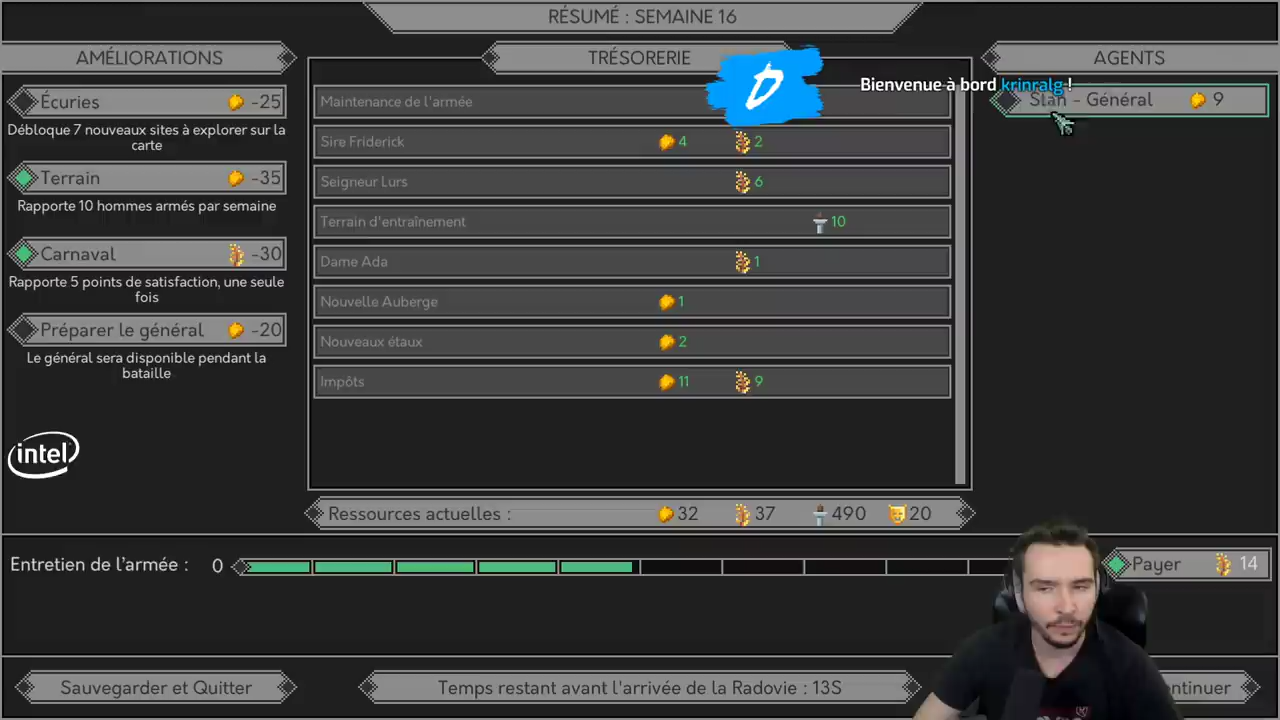 RÉSUMÉ : SEMAINE 16
AMÉLIORATIONS
Écuries -25
Débloque 7 nouveaux sites à explorer sur la
carte
Terrain -35
Rapporte 10 hommes armés par semaine
Carnaval -30
Rapporte 5 points de satisfaction, une seule
fois
Préparer le général -20
Le général sera disponible pendant la
bataille
intel
TRÉSORERIE
Maintenance de l'armée
Sire Friderick 4 2
Seigneur Lurs 6
Terrain d'entraînement 10
Dame Ada 1
Nouvelle Auberge 1
Nouveaux étaux 2
Impôts 11 9
Ressources actuelles : 32 37 490 20
AGENTS
Bienvenue à bord krinralg !
Slan - Général 9
Entretien de l'armée : 0
Payer 14
Sauvegarder et Quitter
Temps restant avant l'arrivée de la Radovie : 13S
ntinuer